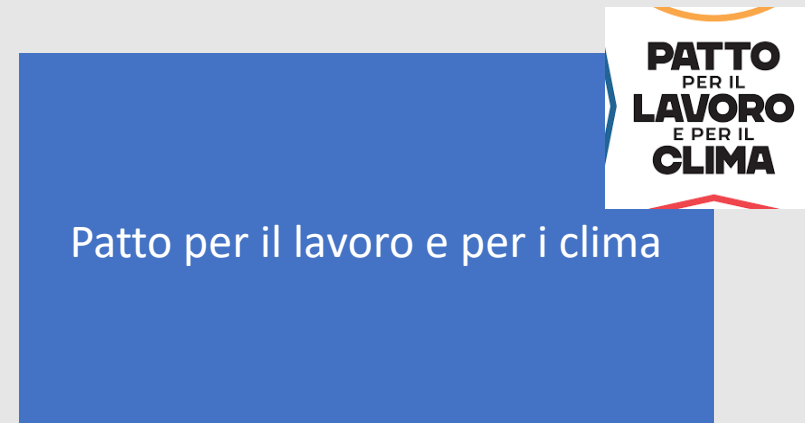 PATTO
PER IL
LAVORO
E PER IL
CLIMA
Patto per il lavoro e per i clima